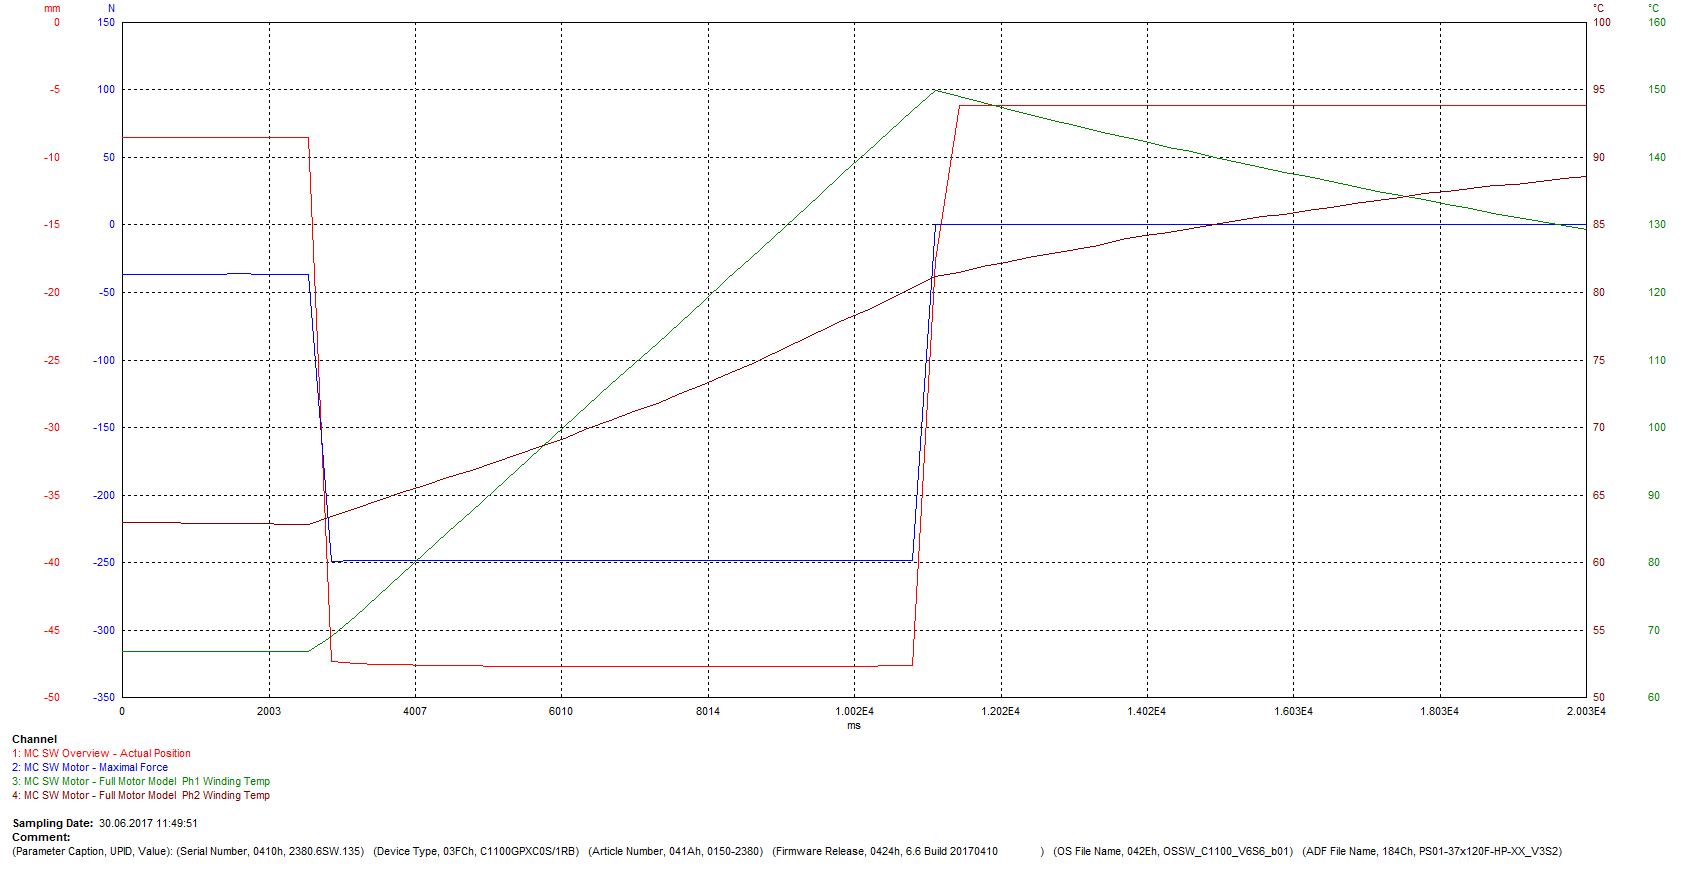 mm N °C °C
0 150 100 160
-5 100 95 150
-10 50 90 140
-15 0 85 130
-20 -50 80 120
-25 -100 75 110
-30 -150 70 100
-35 -200 65 90
-40 -250 60 80
-45 -300 55 70
-50 -350 50 60
0 2003 4007 6010 8014 1.002E4 1.202E4 1.402E4 1.603E4 1.803E4 2.003E4
ms
Channel
1: MC SW Overview - Actual Position
2: MC SW Motor - Maximal Force
3: MC SW Motor - Full Motor Model Ph1 Winding Temp
4: MC SW Motor - Full Motor Model Ph2 Winding Temp
Sampling Date: 30.06.2017 11:49:51
Comment:
(Parameter Caption, UPID, Value): (Serial Number, 0410h, 2380.6SW.135) (Device Type, 03FCh, C1100GPXC0S/1RB) (Article Number, 041Ah, 0150-2380) (Firmware Release, 0424h, 6.6 Build 20170410 ) (OS File Name, 042Eh, OSSW_C1100_V6S6_b01) (ADF File Name, 184Ch, PS01-37x120F-HP-XX_V3S2)